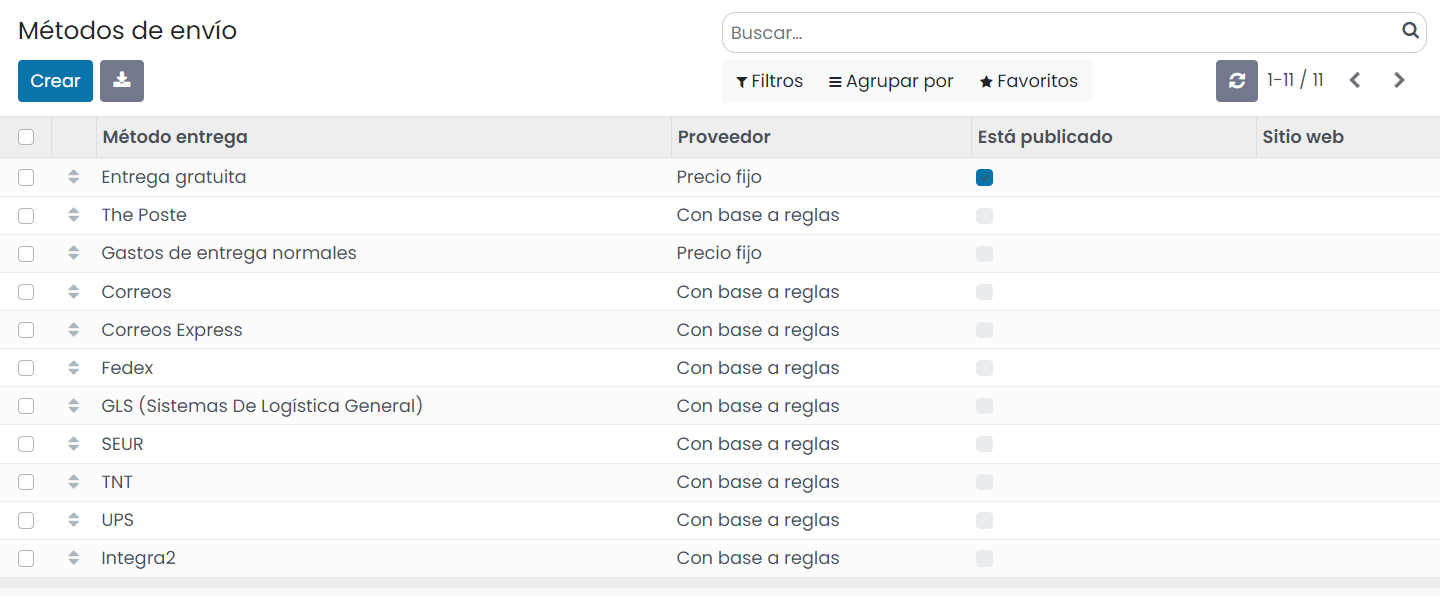 Métodos de envío
Buscar...
Crear
Filtros Agrupar por Favoritos 1-11 / 11
Método entrega Proveedor Está publicado Sitio web
Entrega gratuita Precio fijo
The Poste Con base a reglas
Gastos de entrega normales Precio fijo
Correos Con base a reglas
Correos Express Con base a reglas
Fedex Con base a reglas
GLS (Sistemas De Logística General) Con base a reglas
SEUR Con base a reglas
TNT Con base a reglas
UPS Con base a reglas
Integra2 Con base a reglas